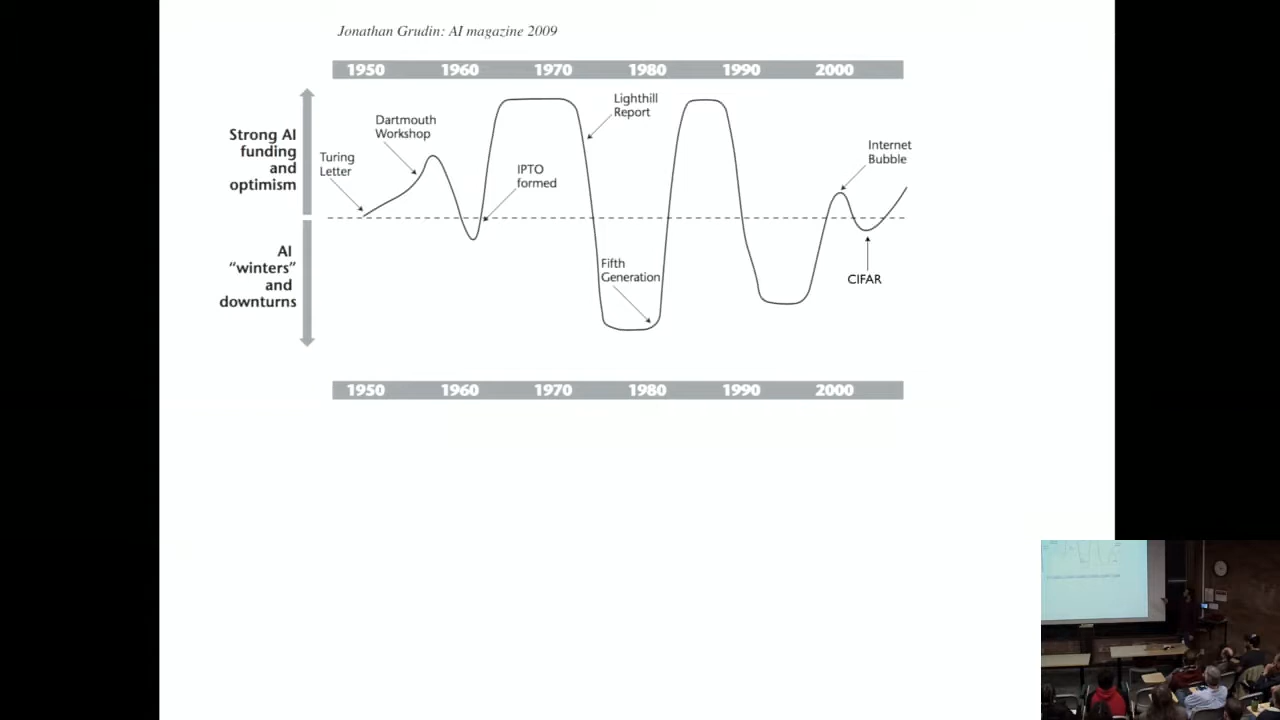 Jonathan Grudin: AI magazine 2009
1950 1960 1970 1980 1990 2000
Strong AI
funding
and
optimism
Turing
Letter
Dartmouth
Workshop
IPTO
formed
Lighthill
Report
Internet
Bubble
AI
“winters”
and
downturns
Fifth
Generation
CIFAR
1950 1960 1970 1980 1990 2000